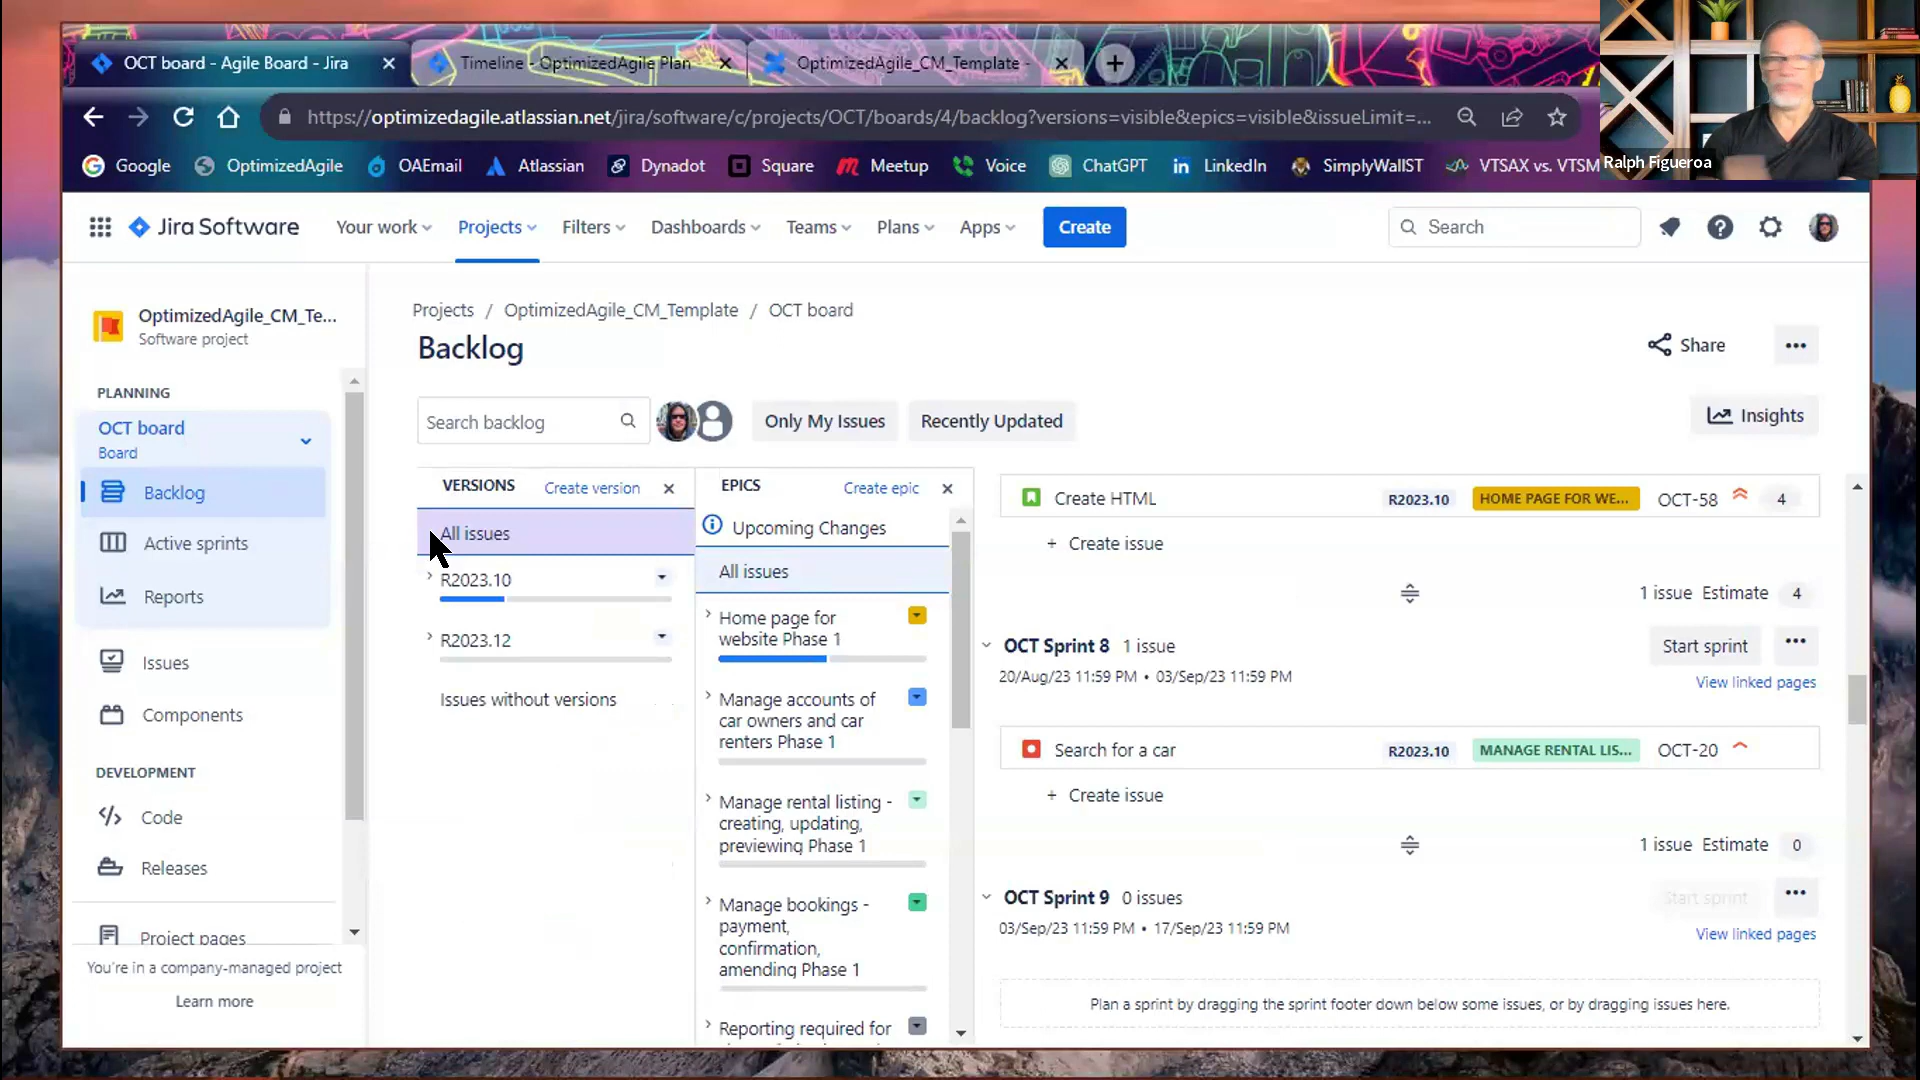 OCT board - Agile Board - Jira
Timeline - OptimizedAgile Plan
OptimizedAgile_CM_Template -
https://optimizedagile.atlassian.net/jira/software/c/projects/OCT/boards/4/backlog?versions=visible&epics=visible&issueLimit=...
Google
OptimizedAgile
OAEmail
Atlassian
Dynadot
Square
Meetup
Voice
ChatGPT
LinkedIn
SimplyWallST
VTSAX vs. VTSM
Ralph Figueroa
Jira Software
Your work
Projects
Filters
Dashboards
Teams
Plans
Apps
Create
Search
OptimizedAgile_CM_Te...
Software project
PLANNING
OCT board
Board
Backlog
Active sprints
Reports
Issues
Components
DEVELOPMENT
Code
Releases
Project pages
You're in a company-managed project
Learn more
Projects / OptimizedAgile_CM_Template / OCT board
Backlog
Share
Search backlog
Only My Issues
Recently Updated
Insights
VERSIONS
Create version
All issues
R2023.10
R2023.12
Issues without versions
EPICS
Create epic
Upcoming Changes
All issues
Home page for
website Phase 1
Manage accounts of
car owners and car
renters Phase 1
Manage rental listing -
creating, updating,
previewing Phase 1
Manage bookings -
payment,
confirmation,
amending Phase 1
Reporting required for
Create HTML R2023.10 HOME PAGE FOR WE... OCT-58 4
+ Create issue
1 issue Estimate 4
OCT Sprint 8 1 issue
Start sprint
20/Aug/23 11:59 PM • 03/Sep/23 11:59 PM
View linked pages
Search for a car R2023.10 MANAGE RENTAL LIS... OCT-20
+ Create issue
1 issue Estimate 0
OCT Sprint 9 0 issues
Start sprint
03/Sep/23 11:59 PM • 17/Sep/23 11:59 PM
View linked pages
Plan a sprint by dragging the sprint footer down below some issues, or by dragging issues here.